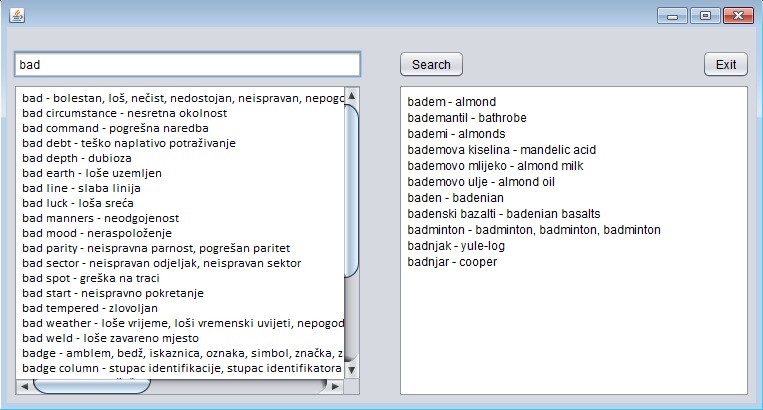 bad
Search
Exit
bad - bolestan, loš, nečist, nedostojan, neispravan, nepogo
bad circumstance - nesretna okolnost
bad command - pogrešna naredba
bad debt - teško naplativo potraživanje
bad depth - dubioza
bad earth - loše uzemljen
bad line - slaba linija
bad luck - loša sreća
bad manners - neodgojenost
bad mood - neraspoloženje
bad parity - neispravna parnost, pogrešan paritet
bad sector - neispravan odjeljak, neispravan sektor
bad spot - greška na traci
bad start - neispravno pokretanje
bad tempered - zlovoljan
bad weather - loše vrijeme, loši vremenski uvijeti, nepogod
bad weld - loše zavareno mjesto
badge - amblem, bedž, iskaznica, oznaka, simbol, značka, z
badge column - stupac identifikacije, stupac identifikatora
badem - almond
bademantil - bathrobe
bademi - almonds
bademova kiselina - mandelic acid
bademovo mlijeko - almond milk
bademovo ulje - almond oil
baden - badenian
badenski bazalti - badenian basalts
badminton - badminton, badminton, badminton
badnjak - yule-log
badnjar - cooper